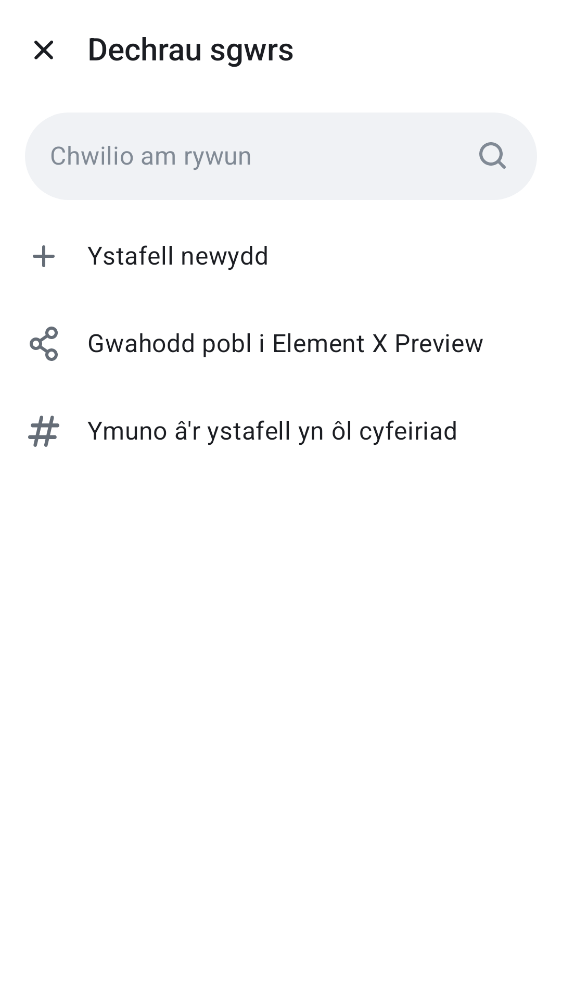 Dechrau sgwrs
Chwilio am rywun
Ystafell newydd
Gwahodd pobl i Element X Preview
Ymuno â'r ystafell yn ôl cyfeiriad